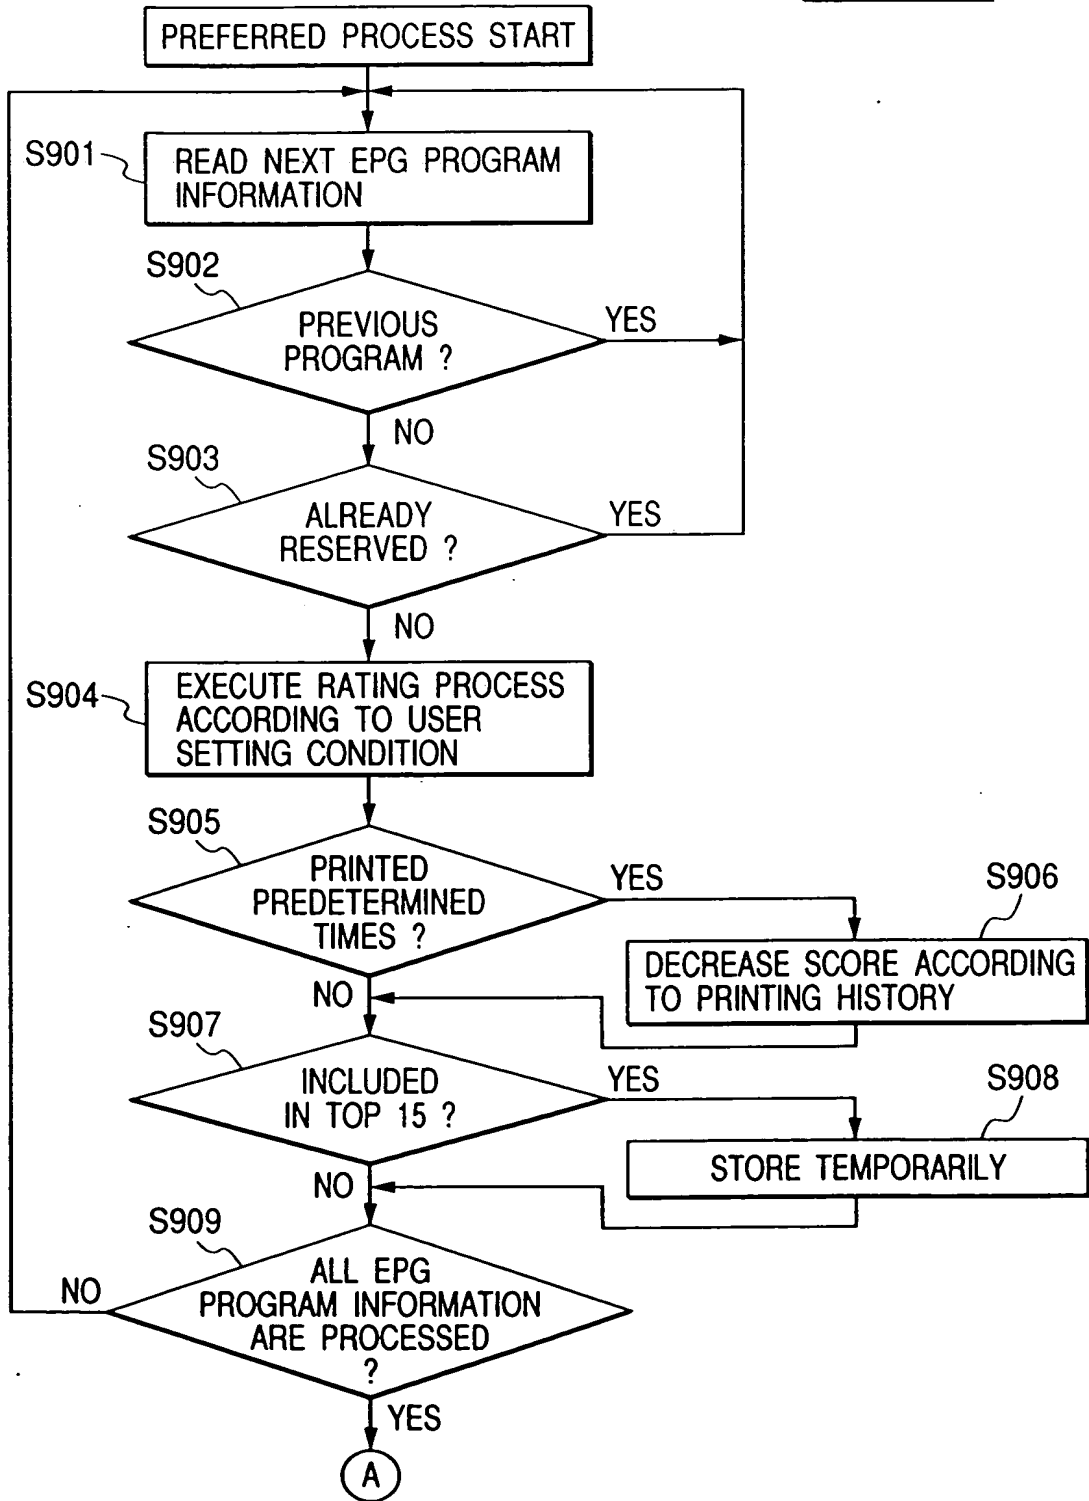 PREFERRED PROCESS START
S901
READ NEXT EPG PROGRAM
INFORMATION
S902
PREVIOUS
PROGRAM ?
YES
NO
S903
ALREADY
RESERVED ?
YES
NO
S904
EXECUTE RATING PROCESS
ACCORDING TO USER
SETTING CONDITION
S905
PRINTED
PREDETERMINED
TIMES ?
YES
S906
DECREASE SCORE ACCORDING
TO PRINTING HISTORY
NO
S907
INCLUDED
IN TOP 15 ?
YES
S908
STORE TEMPORARILY
NO
S909
ALL EPG
PROGRAM INFORMATION
ARE PROCESSED
?
NO
YES
A